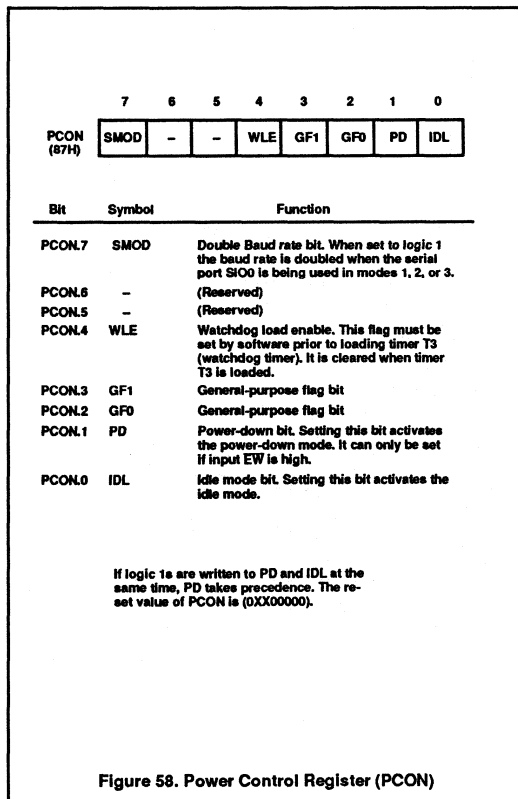 7 6 5 4 3 2 1 0
PCON SMOD – – WLE GF1 GF0 PD IDL
(87H)
Bit Symbol Function
PCON.7 SMOD Double Baud rate bit. When set to logic 1
the baud rate is doubled when the serial
port SIO0 is being used in modes 1, 2, or 3.
PCON.6 – (Reserved)
PCON.5 – (Reserved)
PCON.4 WLE Watchdog load enable. This flag must be
set by software prior to loading timer T3
(watchdog timer). It is cleared when timer
T3 is loaded.
PCON.3 GF1 General-purpose flag bit
PCON.2 GF0 General-purpose flag bit
PCON.1 PD Power-down bit. Setting this bit activates
the power-down mode. It can only be set
if input E̅W̅ is high.
PCON.0 IDL Idle mode bit. Setting this bit activates the
idle mode.
If logic 1s are written to PD and IDL at the
same time, PD takes precedence. The re-
set value of PCON is (0XX00000).
Figure 58. Power Control Register (PCON)